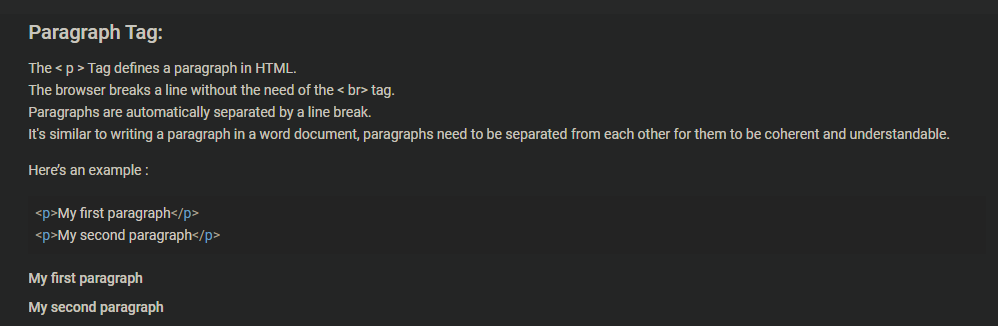 Paragraph Tag:
The < p > Tag defines a paragraph in HTML.
The browser breaks a line without the need of the < br> tag.
Paragraphs are automatically separated by a line break.
It's similar to writing a paragraph in a word document, paragraphs need to be separated from each other for them to be coherent and understandable.
Here’s an example :
<p>My first paragraph</p>
<p>My second paragraph</p>
My first paragraph
My second paragraph